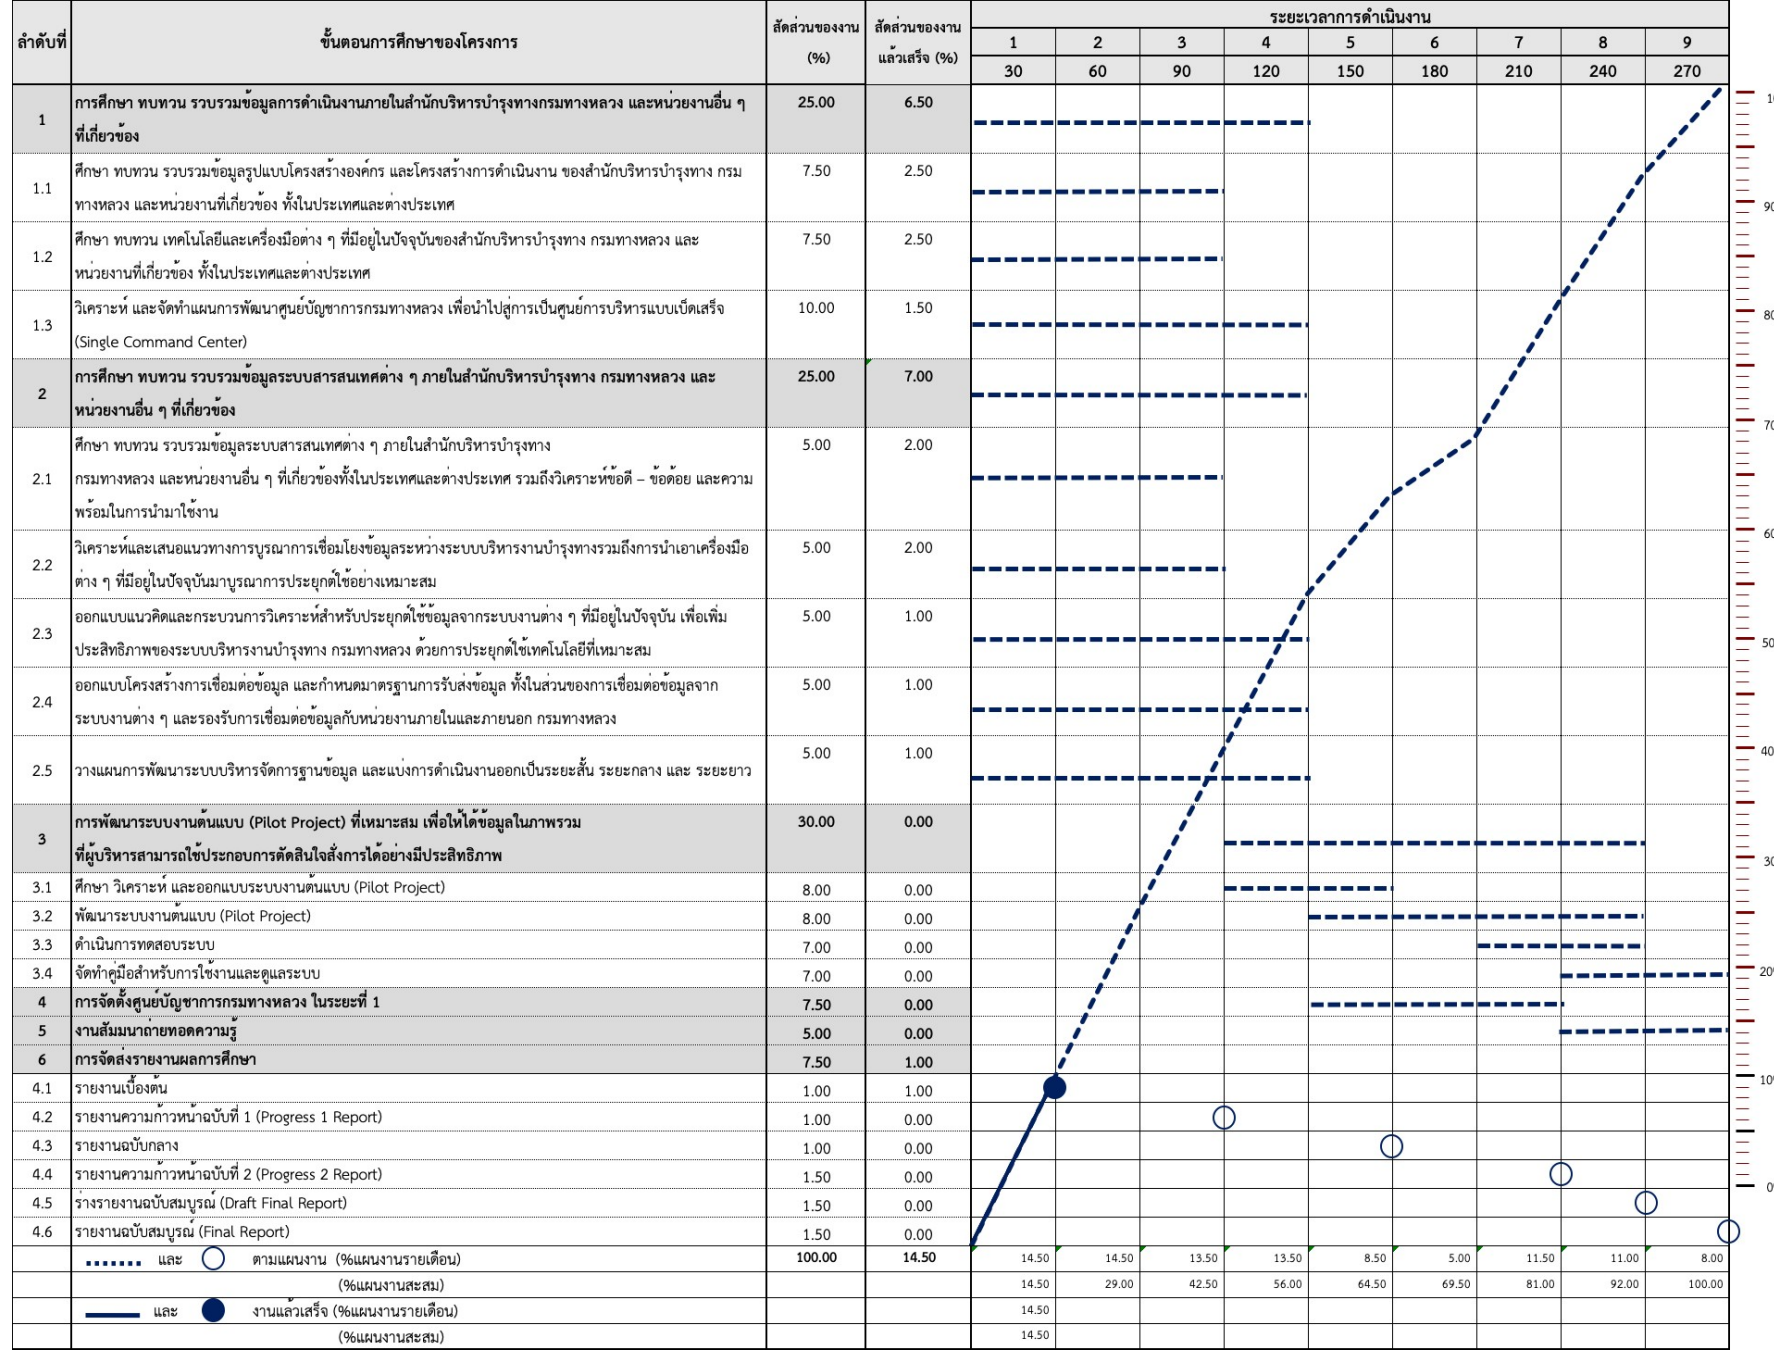 ลำดับที่
ขั้นตอนการศึกษาของโครงการ
สัดส่วนของงาน
(%)
สัดส่วนของงาน
แล้วเสร็จ (%)
ระยะเวลาการดำเนินงาน
1 2 3 4 5 6 7 8 9
30 60 90 120 150 180 210 240 270
1 การศึกษา ทบทวน รวบรวมข้อมูลการดำเนินงานภายในสำนักบริหารบำรุงทางกรมทางหลวง และหน่วยงานอื่น ๆ 25.00 6.50
ที่เกี่ยวข้อง
1.1 ศึกษา ทบทวน รวบรวมข้อมูลรูปแบบโครงสร้างองค์กร และโครงสร้างการดำเนินงาน ของสำนักบริหารบำรุงทาง กรม 7.50 2.50
ทางหลวง และหน่วยงานที่เกี่ยวข้อง ทั้งในประเทศและต่างประเทศ
1.2 ศึกษา ทบทวน เทคโนโลยีและเครื่องมือต่าง ๆ ที่มีอยู่ในปัจจุบันของสำนักบริหารบำรุงทาง กรมทางหลวง และ 7.50 2.50
หน่วยงานที่เกี่ยวข้อง ทั้งในประเทศและต่างประเทศ
1.3 วิเคราะห์ และจัดทำแผนการพัฒนาศูนย์บัญชาการกรมทางหลวง เพื่อนำไปสู่การเป็นศูนย์การบริหารแบบเบ็ดเสร็จ 10.00 1.50
(Single Command Center)
2 การศึกษา ทบทวน รวบรวมข้อมูลระบบสารสนเทศต่าง ๆ ภายในสำนักบริหารบำรุงทาง กรมทางหลวง และ 25.00 7.00
หน่วยงานอื่น ๆ ที่เกี่ยวข้อง
2.1 ศึกษา ทบทวน รวบรวมข้อมูลระบบสารสนเทศต่าง ๆ ภายในสำนักบริหารบำรุงทาง 5.00 2.00
กรมทางหลวง และหน่วยงานอื่น ๆ ที่เกี่ยวข้องทั้งในประเทศและต่างประเทศ รวมถึงวิเคราะห์ข้อดี – ข้อด้อย และความ
พร้อมในการนำมาใช้งาน
2.2 วิเคราะห์และเสนอแนวทางการบูรณาการเชื่อมโยงข้อมูลระหว่างระบบบริหารงานบำรุงทางรวมถึงการนำเอาเครื่องมือ 5.00 2.00
ต่าง ๆ ที่มีอยู่ในปัจจุบันมาบูรณาการประยุกต์ใช้อย่างเหมาะสม
2.3 ออกแบบแนวคิดและกระบวนการวิเคราะห์สำหรับประยุกต์ใช้ข้อมูลจากระบบงานต่าง ๆ ที่มีอยู่ในปัจจุบัน เพื่อเพิ่ม 5.00 1.00
ประสิทธิภาพของระบบบริหารงานบำรุงทาง กรมทางหลวง ด้วยการประยุกต์ใช้เทคโนโลยีที่เหมาะสม
2.4 ออกแบบโครงสร้างการเชื่อมต่อข้อมูล และกำหนดมาตรฐานการรับส่งข้อมูล ทั้งในส่วนของการเชื่อมต่อข้อมูลจาก 5.00 1.00
ระบบงานต่าง ๆ และรองรับการเชื่อมต่อข้อมูลกับหน่วยงานภายในและภายนอก กรมทางหลวง
2.5 วางแผนการพัฒนาระบบบริหารจัดการฐานข้อมูล และแบ่งการดำเนินงานออกเป็นระยะสั้น ระยะกลาง และ ระยะยาว 5.00 1.00
3 การพัฒนาระบบงานต้นแบบ (Pilot Project) ที่เหมาะสม เพื่อให้ได้ข้อมูลในภาพรวม 30.00 0.00
ที่ผู้บริหารสามารถใช้ประกอบการตัดสินใจสั่งการได้อย่างมีประสิทธิภาพ
3.1 ศึกษา วิเคราะห์ และออกแบบระบบงานต้นแบบ (Pilot Project) 8.00 0.00
3.2 พัฒนาระบบงานต้นแบบ (Pilot Project) 8.00 0.00
3.3 ดำเนินการทดสอบระบบ 7.00 0.00
3.4 จัดทำคู่มือสำหรับการใช้งานและดูแลระบบ 7.00 0.00
4 การจัดตั้งศูนย์บัญชาการกรมทางหลวง ในระยะที่ 1 7.50 0.00
5 งานสัมมนาถ่ายทอดความรู้ 5.00 0.00
6 การจัดส่งรายงานผลการศึกษา 7.50 1.00
4.1 รายงานเบื้องต้น 1.00 1.00
4.2 รายงานความก้าวหน้าฉบับที่ 1 (Progress 1 Report) 1.00 0.00
4.3 รายงานฉบับกลาง 1.00 0.00
4.4 รายงานความก้าวหน้าฉบับที่ 2 (Progress 2 Report) 1.50 0.00
4.5 ร่างรายงานฉบับสมบูรณ์ (Draft Final Report) 1.50 0.00
4.6 รายงานฉบับสมบูรณ์ (Final Report) 1.50 0.00
และ ตามแผนงาน (%แผนงานรายเดือน) 100.00 14.50 14.50 14.50 13.50 13.50 8.50 5.00 11.50 11.00 8.00
(%แผนงานสะสม) 14.50 29.00 42.50 56.00 64.50 69.50 81.00 92.00 100.00
และ งานแล้วเสร็จ (%แผนงานรายเดือน) 14.50
(%แผนงานสะสม) 14.50